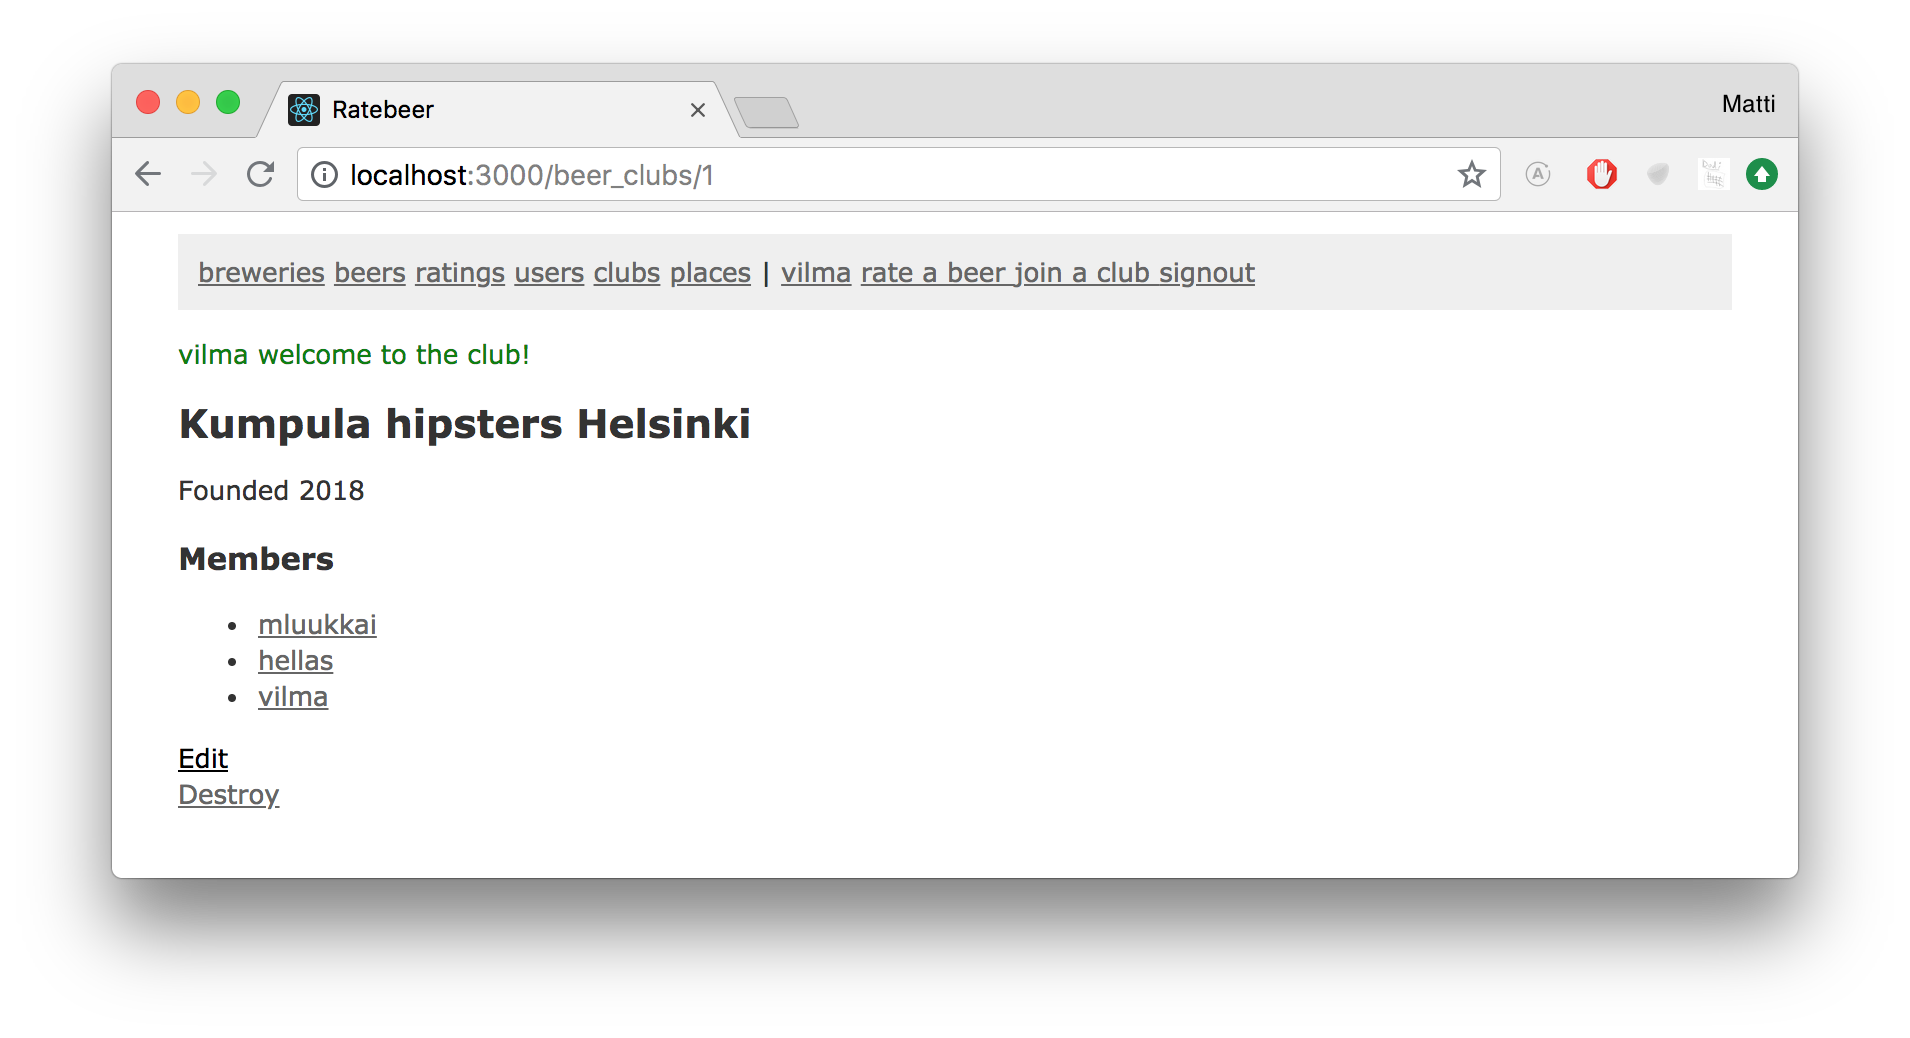 Ratebeer
Matti
localhost:3000/beer_clubs/1
breweries beers ratings users clubs places | vilma rate a beer join a club signout
vilma welcome to the club!
Kumpula hipsters Helsinki
Founded 2018
Members
• mluukkai
• hellas
• vilma
Edit
Destroy